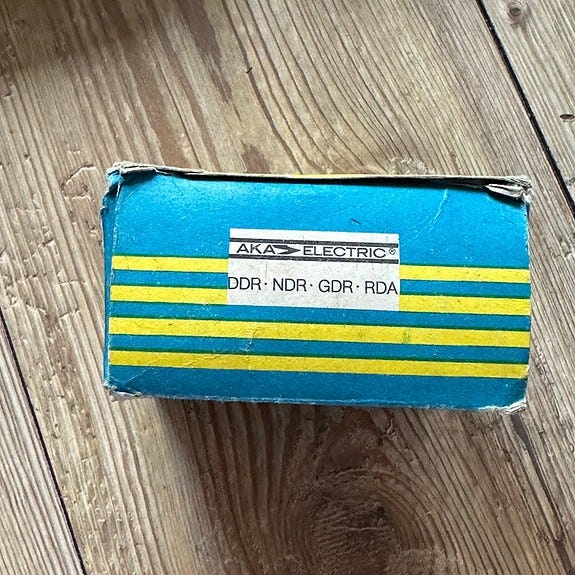 AKA ELECTRIC®
DDR · NDR · GDR · RDA